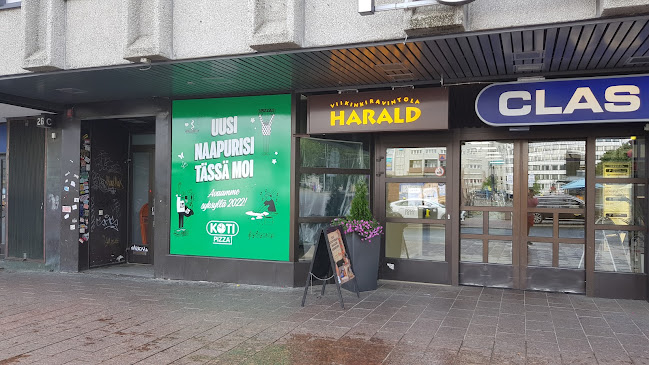 26 C
UUSI
NAAPURISI
TÄSSÄ MOI
Avaamme
syksyllä 2022!
KOTI
PIZZA
VIIKINKIRAVINTOLA
HARALD
CLAS